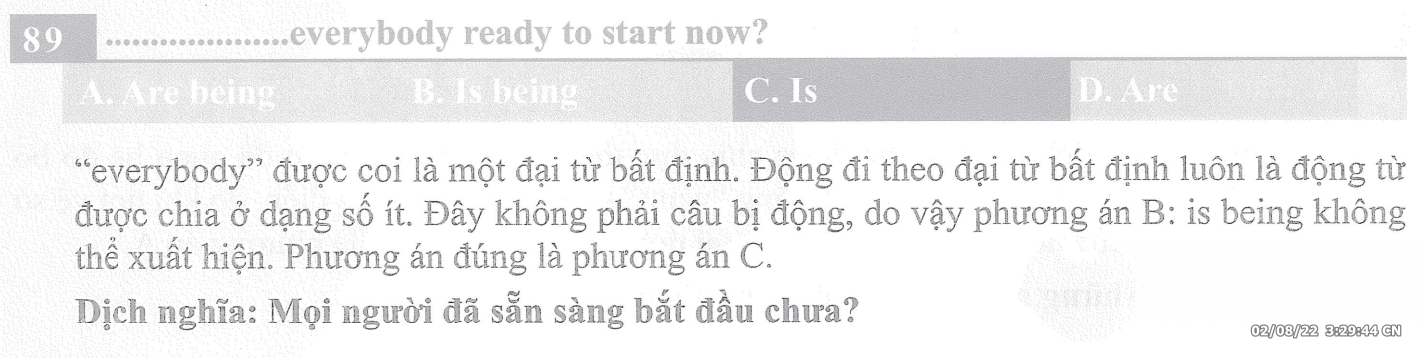 89 .....................everybody ready to start now?
A. Are being B. Is being C. Is D. Are
“everybody” được coi là một đại từ bất định. Động đi theo đại từ bất định luôn là động từ
được chia ở dạng số ít. Đây không phải câu bị động, do vậy phương án B: is being không
thể xuất hiện. Phương án đúng là phương án C.
Dịch nghĩa: Mọi người đã sẵn sàng bắt đầu chưa?
02/08/22 3:29:44 CN